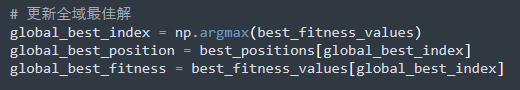 # 更新全域最佳解
global_best_index = np.argmax(best_fitness_values)
global_best_position = best_positions[global_best_index]
global_best_fitness = best_fitness_values[global_best_index]